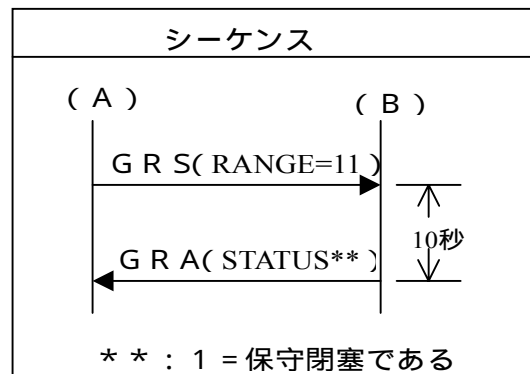 シーケンス
(Ａ) (Ｂ)
ＧＲＳ(RANGE=11)
10秒
ＧＲＡ(STATUS**)
＊＊：１＝保守閉塞である